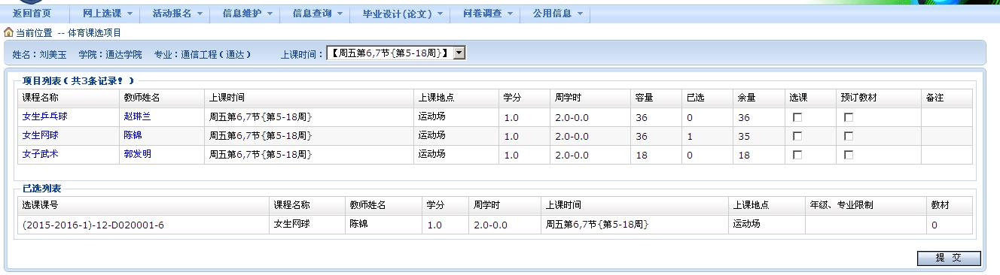 返回首页 网上选课 活动报名 信息维护 信息查询 毕业设计(论文) 问卷调查 公用信息
当前位置 -- 体育课选项目
姓名：刘美玉 学院：通达学院 专业：通信工程（通达） 上课时间：【周五第6,7节{第5-18周}】
项目列表（共3条记录！）
课程名称 教师姓名 上课时间 上课地点 学分 周学时 容量 已选 余量 选课 预订教材 备注
女生乒乓球 赵琳兰 周五第6,7节{第5-18周} 运动场 1.0 2.0-0.0 36 0 36
女生网球 陈锦 周五第6,7节{第5-18周} 运动场 1.0 2.0-0.0 36 1 35
女子武术 郭发明 周五第6,7节{第5-18周} 运动场 1.0 2.0-0.0 18 0 18
已选列表
选课课号 课程名称 教师姓名 学分 周学时 上课时间 上课地点 年级、专业限制 教材
(2015-2016-1)-12-D020001-6 女生网球 陈锦 1.0 2.0-0.0 周五第6,7节{第5-18周} 运动场 0
提 交